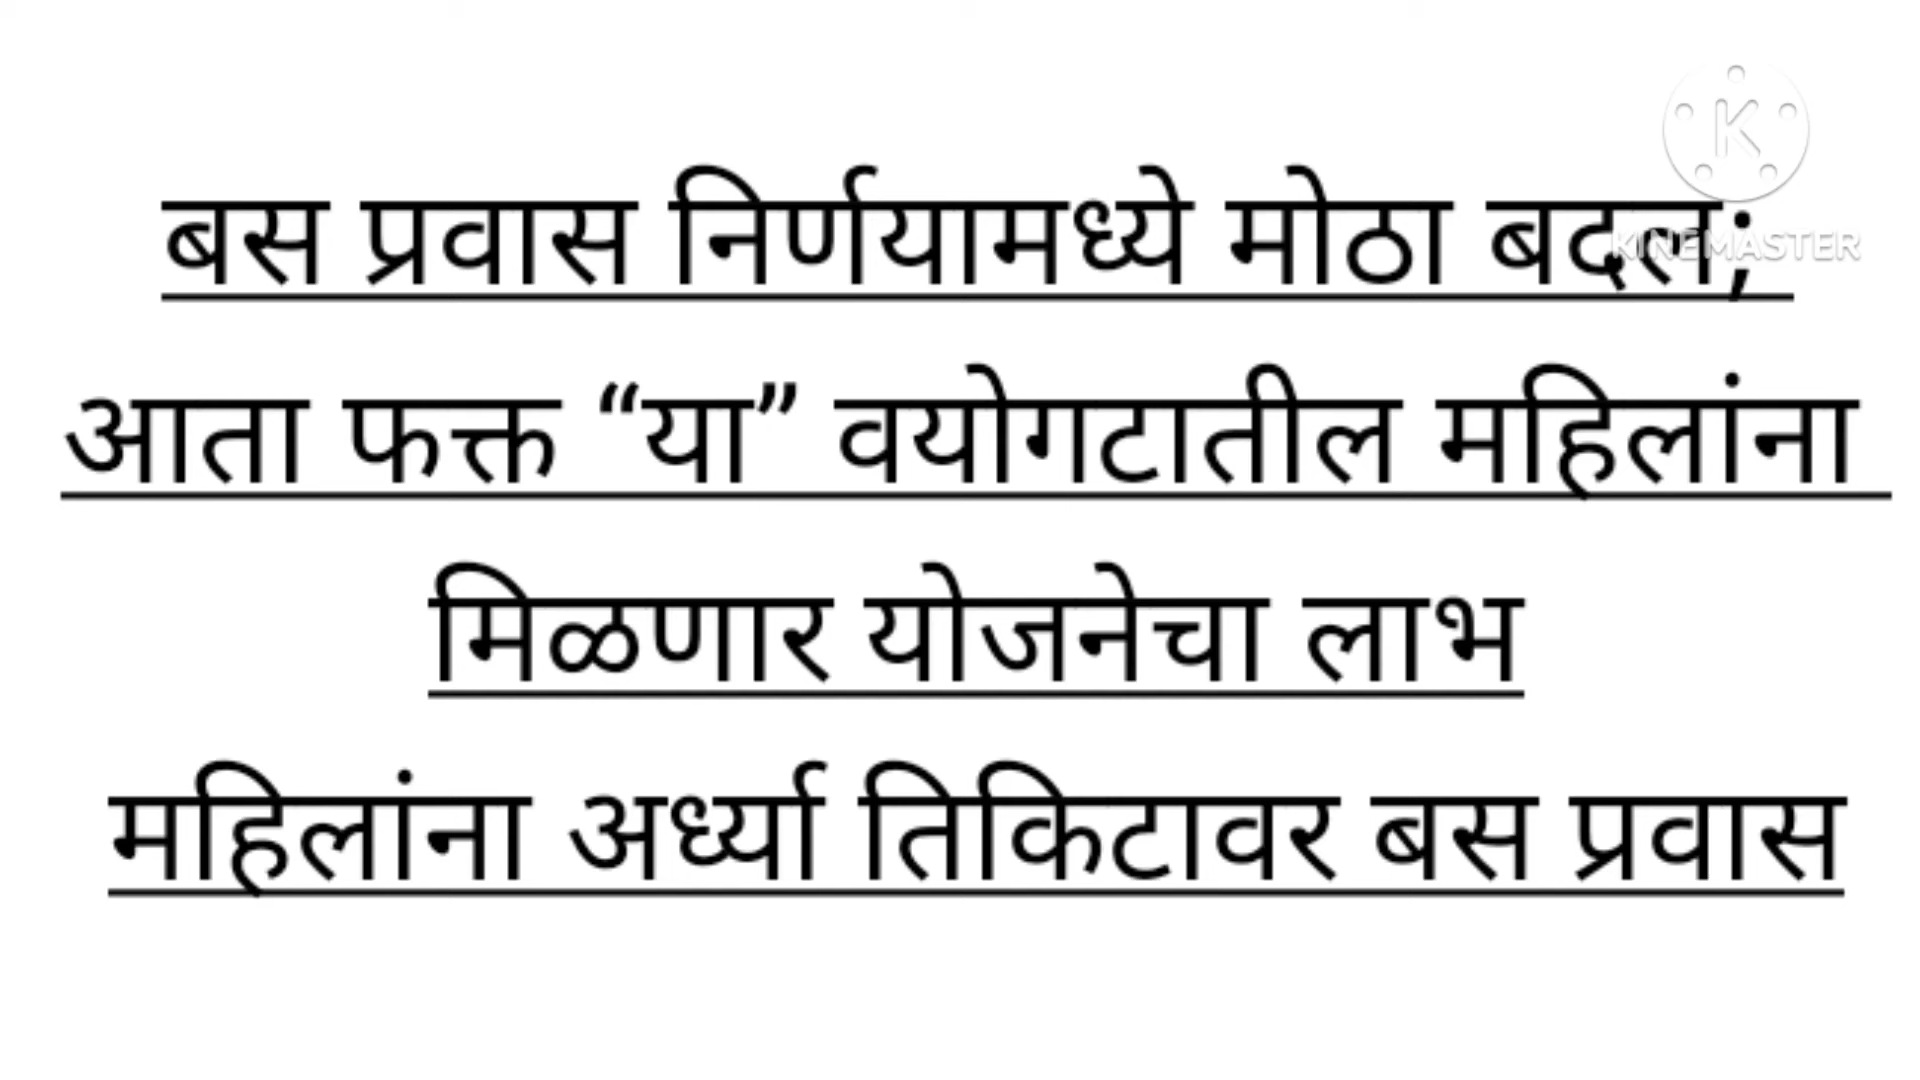 बस प्रवास निर्णयामध्ये मोठा बदल;
आता फक्त “या” वयोगटातील महिलांना
मिळणार योजनेचा लाभ
महिलांना अर्ध्या तिकिटावर बस प्रवास
K
KINEMASTER